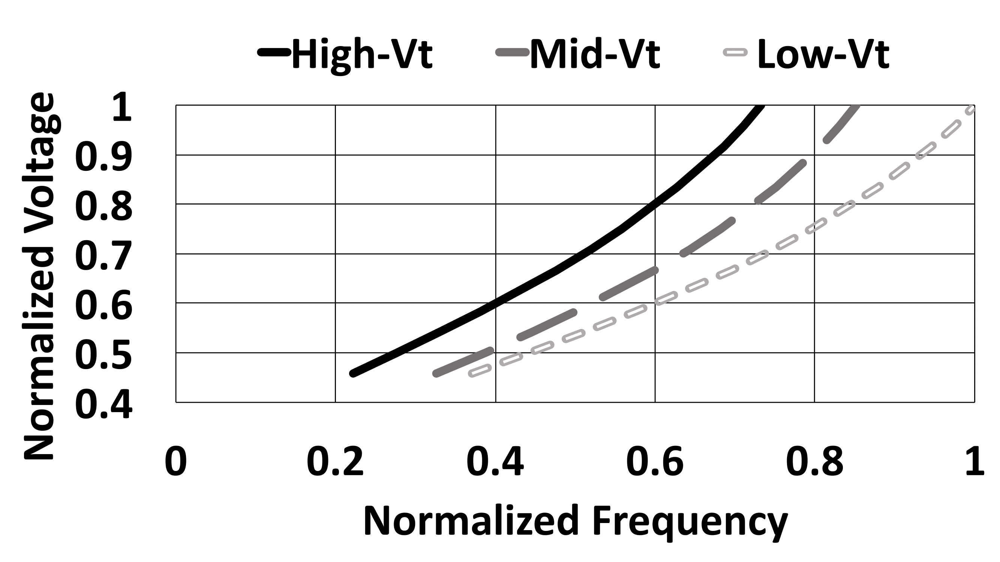 High-Vt Mid-Vt Low-Vt
Normalized Voltage
1
0.9
0.8
0.7
0.6
0.5
0.4
0 0.2 0.4 0.6 0.8 1
Normalized Frequency